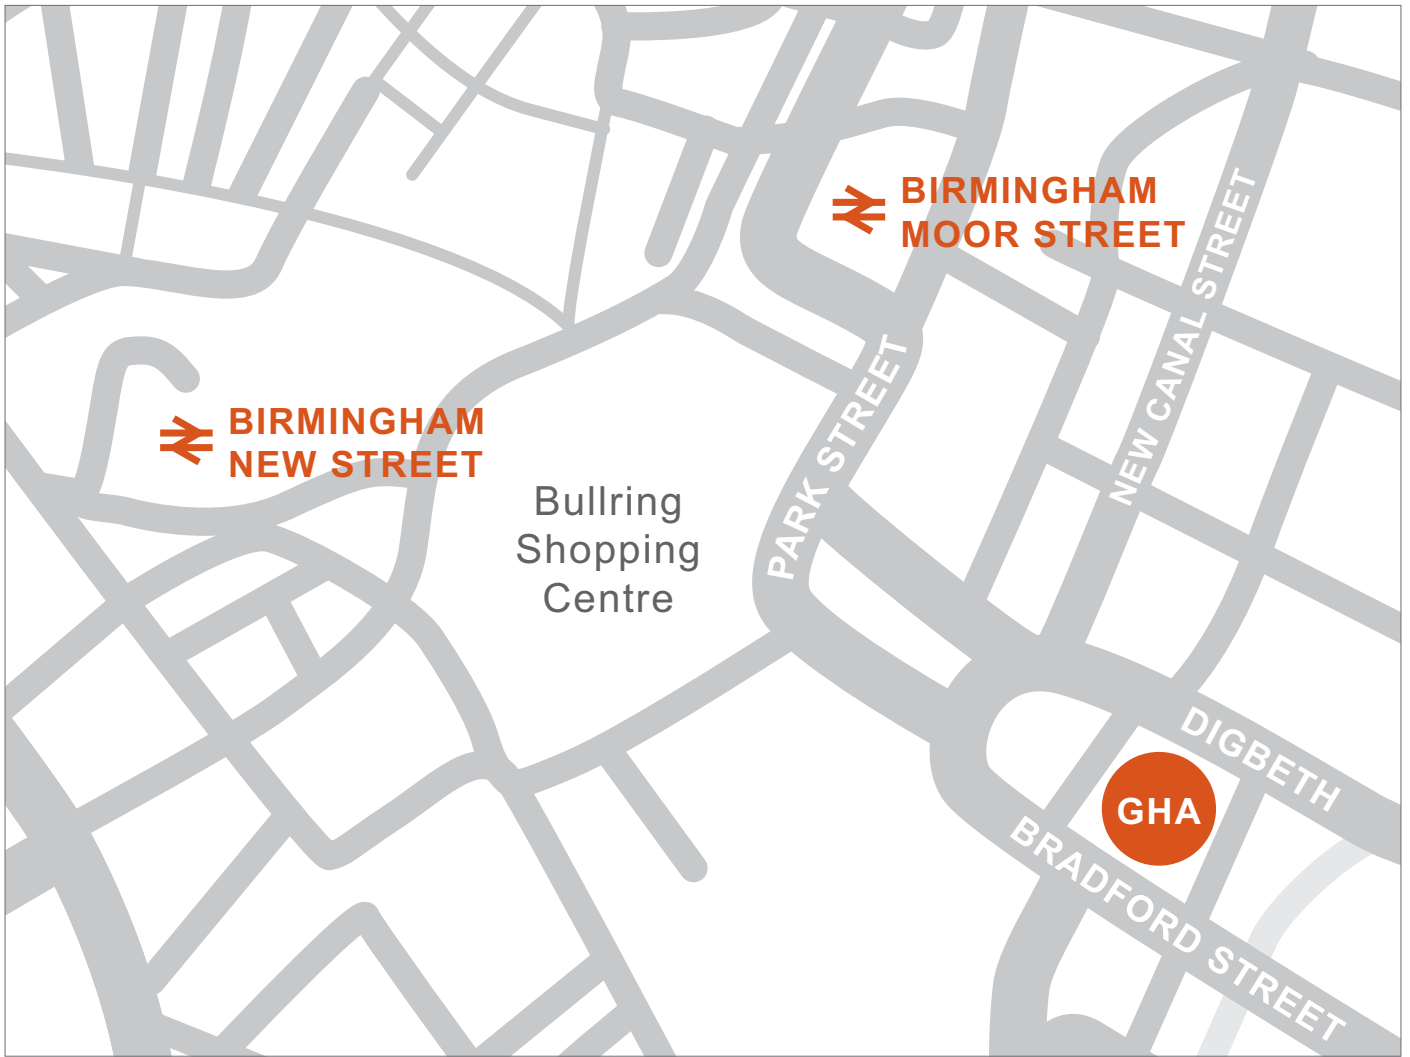 BIRMINGHAM
MOOR STREET
NEW CANAL STREET
PARK STREET
BIRMINGHAM
NEW STREET
Bullring
Shopping
Centre
DIGBETH
GHA
BRADFORD STREET